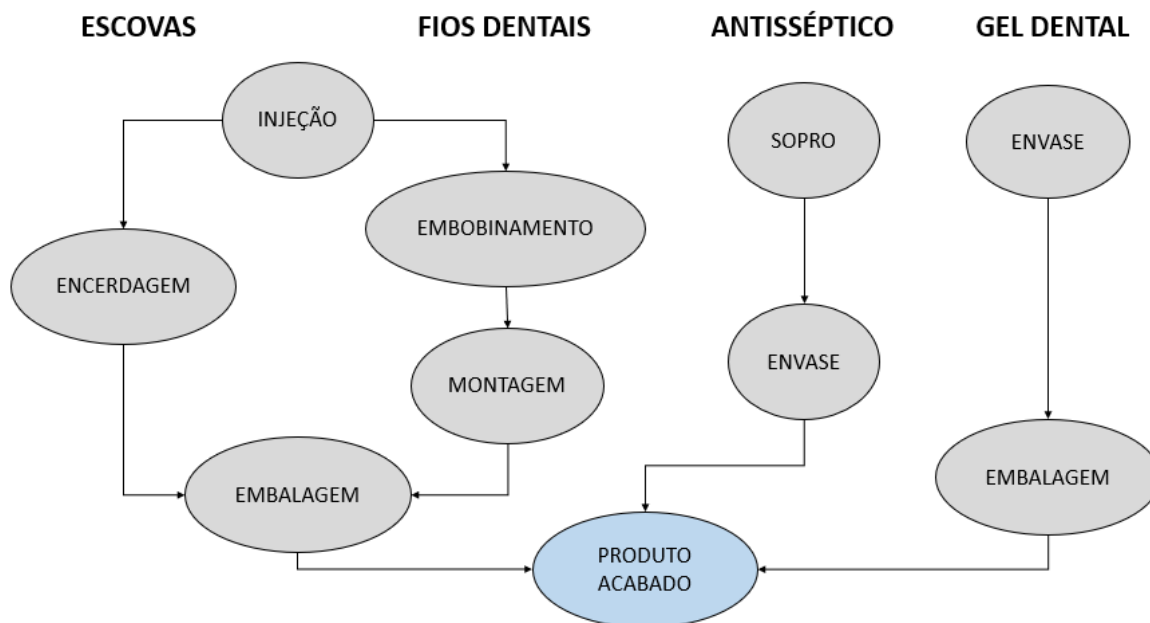 ESCOVAS
FIOS DENTAIS
ANTISSÉPTICO
GEL DENTAL
INJEÇÃO
SOPRO
ENVASE
EMBOBINAMENTO
ENCERDAGEM
ENVASE
MONTAGEM
EMBALAGEM
EMBALAGEM
PRODUTO
ACABADO